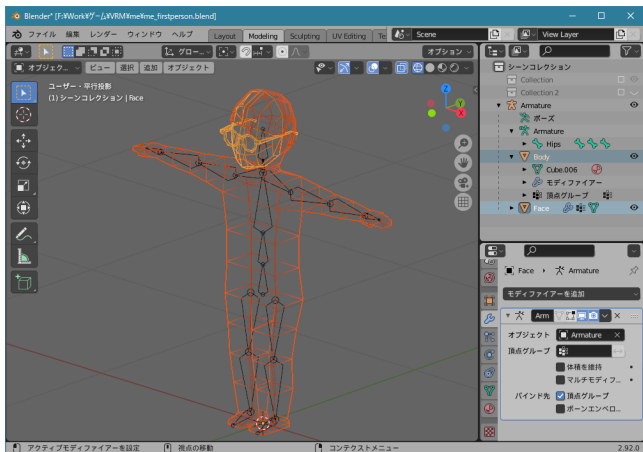 Blender* [F:¥Work¥ゲーム¥VRM¥me¥me_firstperson.blend]
ファイル 編集 レンダー ウィンドウ ヘルプ Layout Modeling Sculpting UV Editing Te Scene View Layer
グロー... オプション
オブジェク... ビュー 選択 追加 オブジェクト
ユーザー・平行投影
(1) シーンコレクション | Face
Z
Y
X
シーンコレクション
Collection
Collection 2
Armature
ポーズ
Armature
Hips
Body
Cube.006
モディファイアー
頂点グループ
Face
Face › Armature
モディファイアーを追加
Arm
オブジェクト Armature
頂点グループ
体積を維持
マルチモディフ...
バインド先 頂点グループ
ボーンエンベロ...
アクティブモディファイアーを設定 視点の移動 コンテクストメニュー 2.92.0